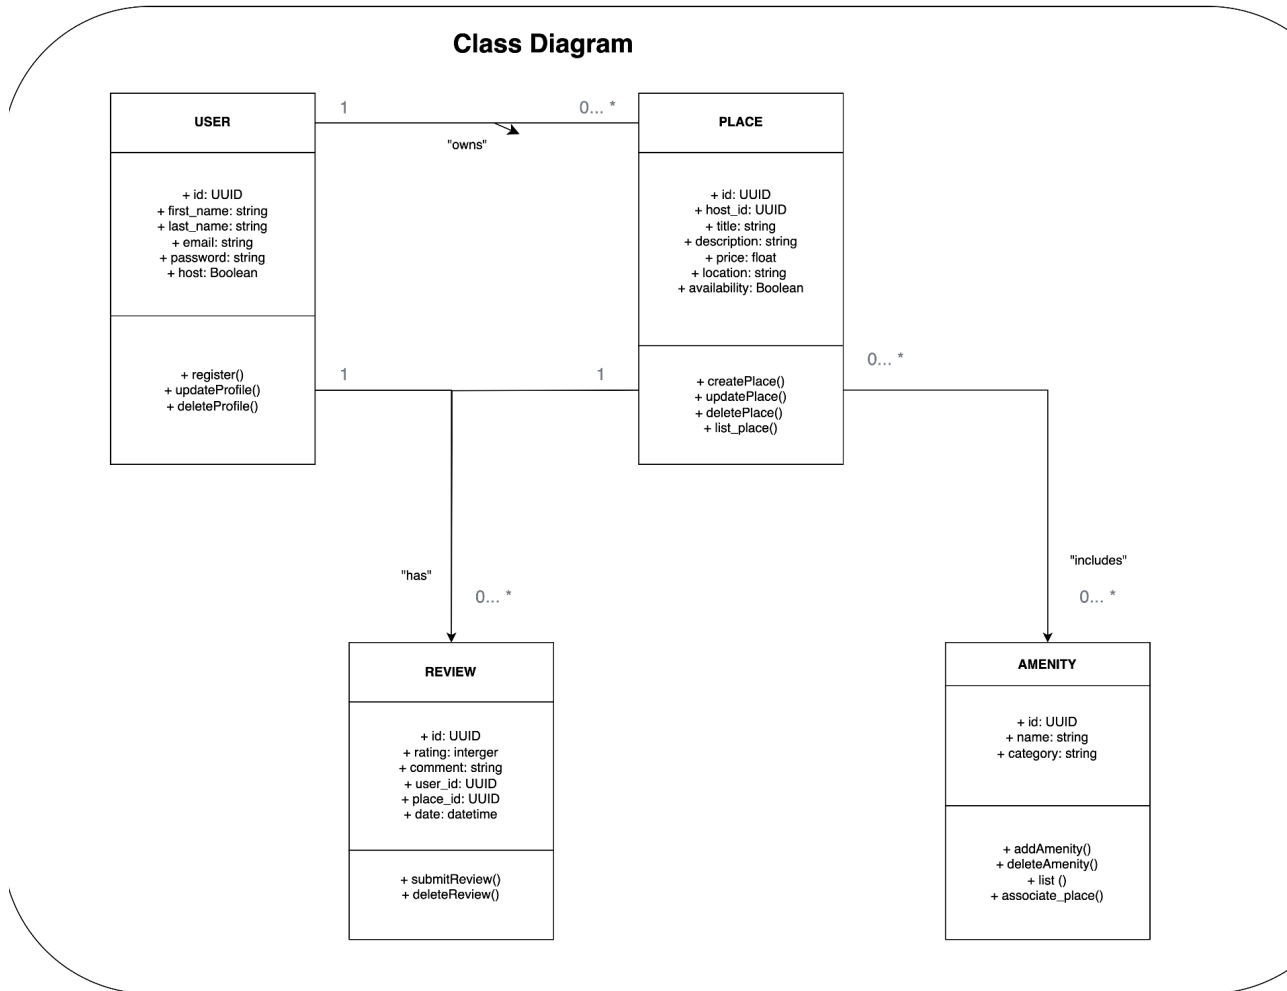 Class Diagram
1
0... *
"owns"
USER
+ id: UUID
+ first_name: string
+ last_name: string
+ email: string
+ password: string
+ host: Boolean
+ register()
+ updateProfile()
+ deleteProfile()
PLACE
+ id: UUID
+ host_id: UUID
+ title: string
+ description: string
+ price: float
+ location: string
+ availability: Boolean
+ createPlace()
+ updatePlace()
+ deletePlace()
+ list_place()
1
1
0... *
"has"
0... *
"includes"
0... *
REVIEW
+ id: UUID
+ rating: interger
+ comment: string
+ user_id: UUID
+ place_id: UUID
+ date: datetime
+ submitReview()
+ deleteReview()
AMENITY
+ id: UUID
+ name: string
+ category: string
+ addAmenity()
+ deleteAmenity()
+ list ()
+ associate_place()